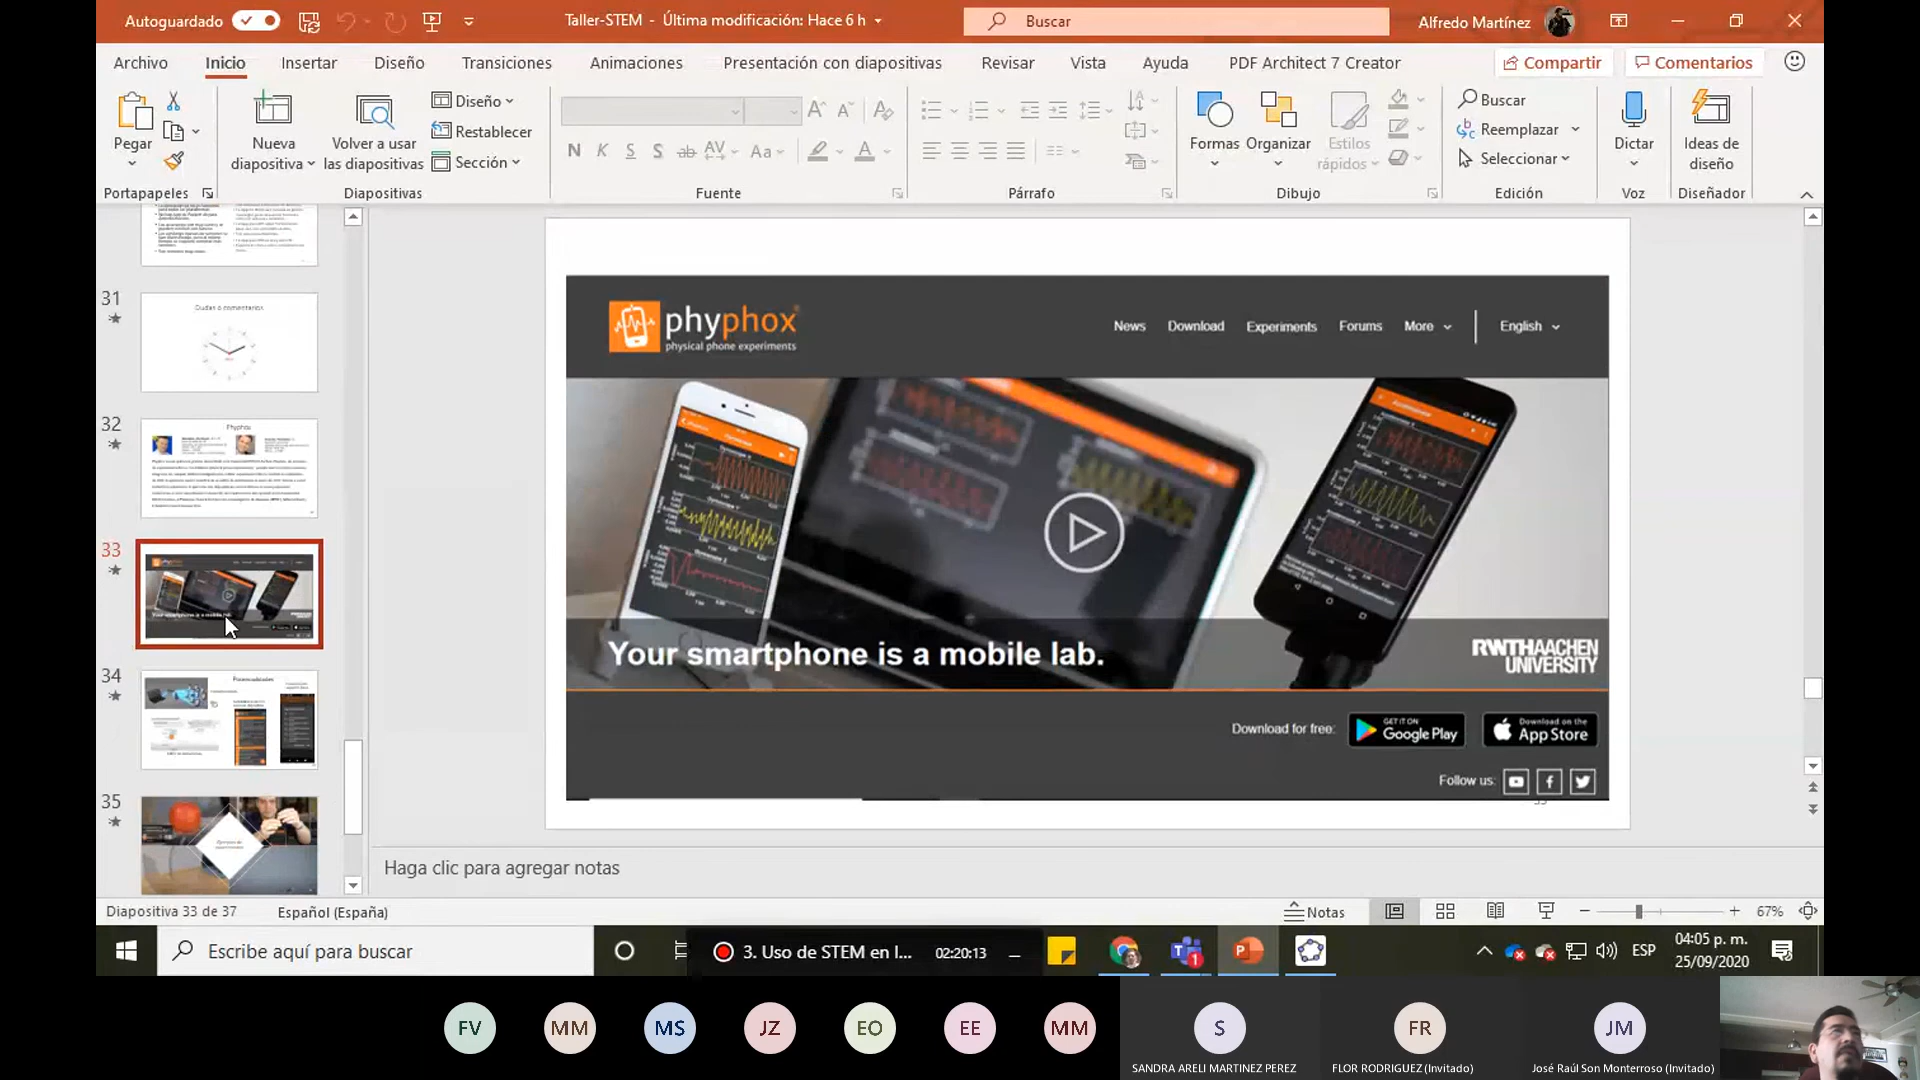 Autoguardado
Taller-STEM - Última modificación: Hace 6 h
Buscar
Alfredo Martínez
Archivo
Inicio
Insertar
Diseño
Transiciones
Animaciones
Presentación con diapositivas
Revisar
Vista
Ayuda
PDF Architect 7 Creator
Compartir
Comentarios
Pegar
Nueva
diapositiva
Volver a usar
las diapositivas
Diseño
Restablecer
Sección
N K S S ab AV Aa A
Formas
Organizar
Estilos
rápidos
Buscar
Reemplazar
Seleccionar
Dictar
Ideas de
diseño
Portapapeles
Diapositivas
Fuente
Párrafo
Dibujo
Edición
Voz
Diseñador
31
Dudas o comentarios
32
Phyphox
33
34
35
phyphox
physical phone experiments
News
Download
Experiments
Forums
More
English
Your smartphone is a mobile lab.
RWTHAACHEN
UNIVERSITY
Download for free:
GET IT ON
Google Play
Download on the
App Store
Follow us:
Haga clic para agregar notas
Diapositiva 33 de 37
Español (España)
Notas
67%
Escribe aquí para buscar
3. Uso de STEM en l...
02:20:13
1
ESP
04:05 p. m.
25/09/2020
FV
MM
MS
JZ
EO
EE
MM
S
FR
JM
SANDRA ARELI MARTINEZ PEREZ
FLOR RODRIGUEZ (Invitado)
José Raúl Son Monterroso (Invitado)